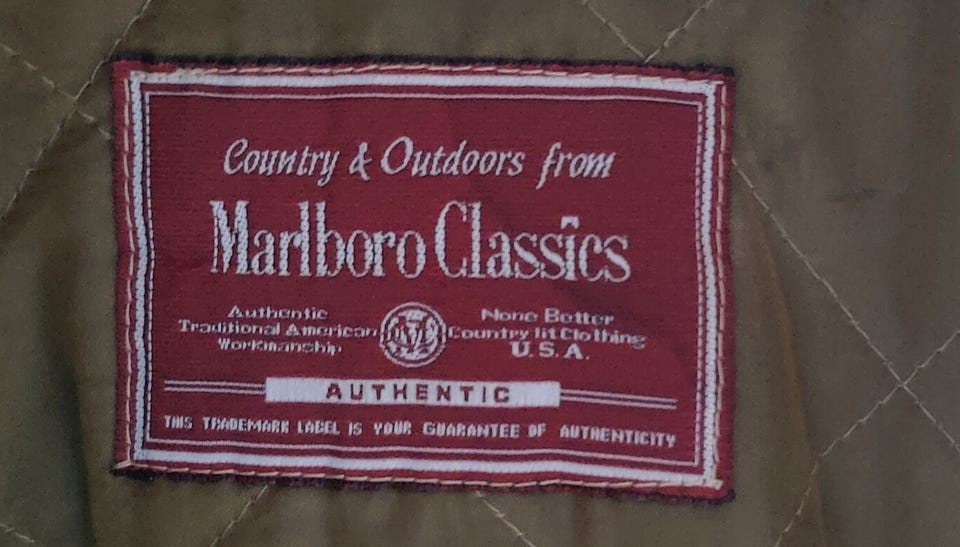 Country & Outdoors from
Marlboro Classics
Authentic
Traditional American
Workmanship
None Better
Country lit Clothing
U.S.A.
AUTHENTIC
THIS TRADEMARK LABEL IS YOUR GUARANTEE OF AUTHENTICITY